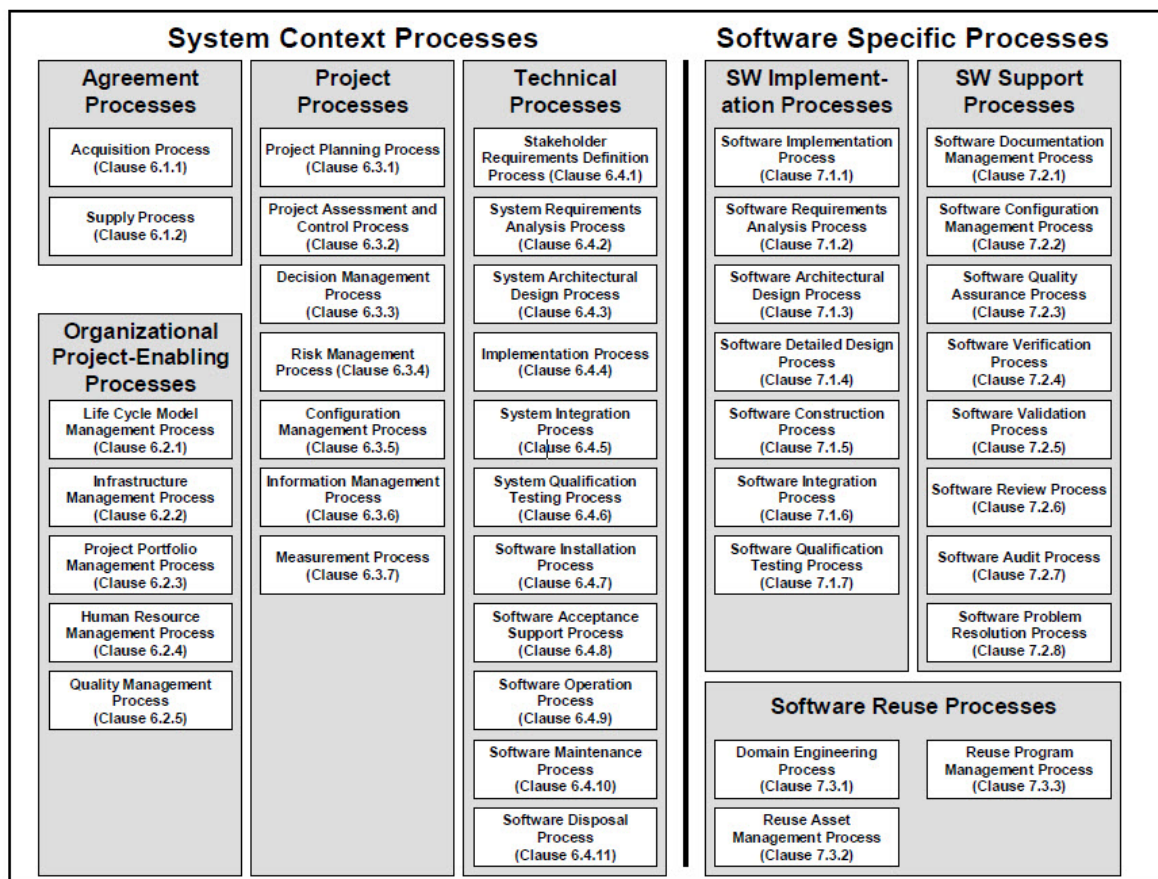 System Context Processes
Agreement
Processes
Acquisition Process
(Clause 6.1.1)
Supply Process
(Clause 6.1.2)
Organizational
Project-Enabling
Processes
Life Cycle Model
Management Process
(Clause 6.2.1)
Infrastructure
Management Process
(Clause 6.2.2)
Project Portfolio
Management Process
(Clause 6.2.3)
Human Resource
Management Process
(Clause 6.2.4)
Quality Management
Process
(Clause 6.2.5)
Project
Processes
Project Planning Process
(Clause 6.3.1)
Project Assessment and
Control Process
(Clause 6.3.2)
Decision Management
Process
(Clause 6.3.3)
Risk Management
Process (Clause 6.3.4)
Configuration
Management Process
(Clause 6.3.5)
Information Management
Process
(Clause 6.3.6)
Measurement Process
(Clause 6.3.7)
Technical
Processes
Stakeholder
Requirements Definition
Process (Clause 6.4.1)
System Requirements
Analysis Process
(Clause 6.4.2)
System Architectural
Design Process
(Clause 6.4.3)
Implementation Process
(Clause 6.4.4)
System Integration
Process
(Clause 6.4.5)
System Qualification
Testing Process
(Clause 6.4.6)
Software Installation
Process
(Clause 6.4.7)
Software Acceptance
Support Process
(Clause 6.4.8)
Software Operation
Process
(Clause 6.4.9)
Software Maintenance
Process
(Clause 6.4.10)
Software Disposal
Process
(Clause 6.4.11)
Software Specific Processes
SW Implement-
ation Processes
Software Implementation
Process
(Clause 7.1.1)
Software Requirements
Analysis Process
(Clause 7.1.2)
Software Architectural
Design Process
(Clause 7.1.3)
Software Detailed Design
Process
(Clause 7.1.4)
Software Construction
Process
(Clause 7.1.5)
Software Integration
Process
(Clause 7.1.6)
Software Qualification
Testing Process
(Clause 7.1.7)
SW Support
Processes
Software Documentation
Management Process
(Clause 7.2.1)
Software Configuration
Management Process
(Clause 7.2.2)
Software Quality
Assurance Process
(Clause 7.2.3)
Software Verification
Process
(Clause 7.2.4)
Software Validation
Process
(Clause 7.2.5)
Software Review Process
(Clause 7.2.6)
Software Audit Process
(Clause 7.2.7)
Software Problem
Resolution Process
(Clause 7.2.8)
Software Reuse Processes
Domain Engineering
Process
(Clause 7.3.1)
Reuse Asset
Management Process
(Clause 7.3.2)
Reuse Program
Management Process
(Clause 7.3.3)